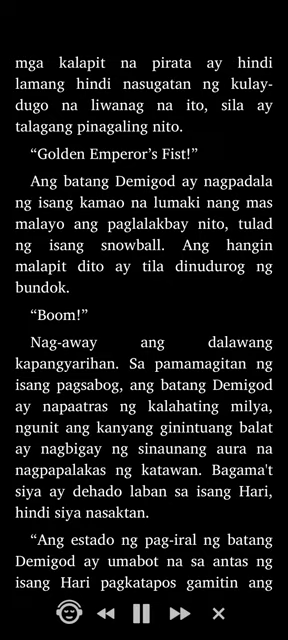 mga kalapit na pirata ay hindi
lamang hindi nasugatan ng kulay-
dugo na liwanag na ito, sila ay
talagang pinagaling nito.
“Golden Emperor’s Fist!”
Ang batang Demigod ay nagpadala
ng isang kamao na lumaki nang mas
malayo ang paglalakbay nito, tulad
ng isang snowball. Ang hangin
malapit dito ay tila dinudurog ng
bundok.
“Boom!”
Nag-away ang dalawang
kapangyarihan. Sa pamamagitan ng
isang pagsabog, ang batang Demigod
ay napaatras ng kalahating milya,
ngunit ang kanyang ginintuang balat
ay nagbigay ng sinaunang aura na
nagpapalakas ng katawan. Bagama't
siya ay dehado laban sa isang Hari,
hindi siya nasaktan.
“Ang estado ng pag-iral ng batang
Demigod ay umabot na sa antas ng
isang Hari pagkatapos gamitin ang